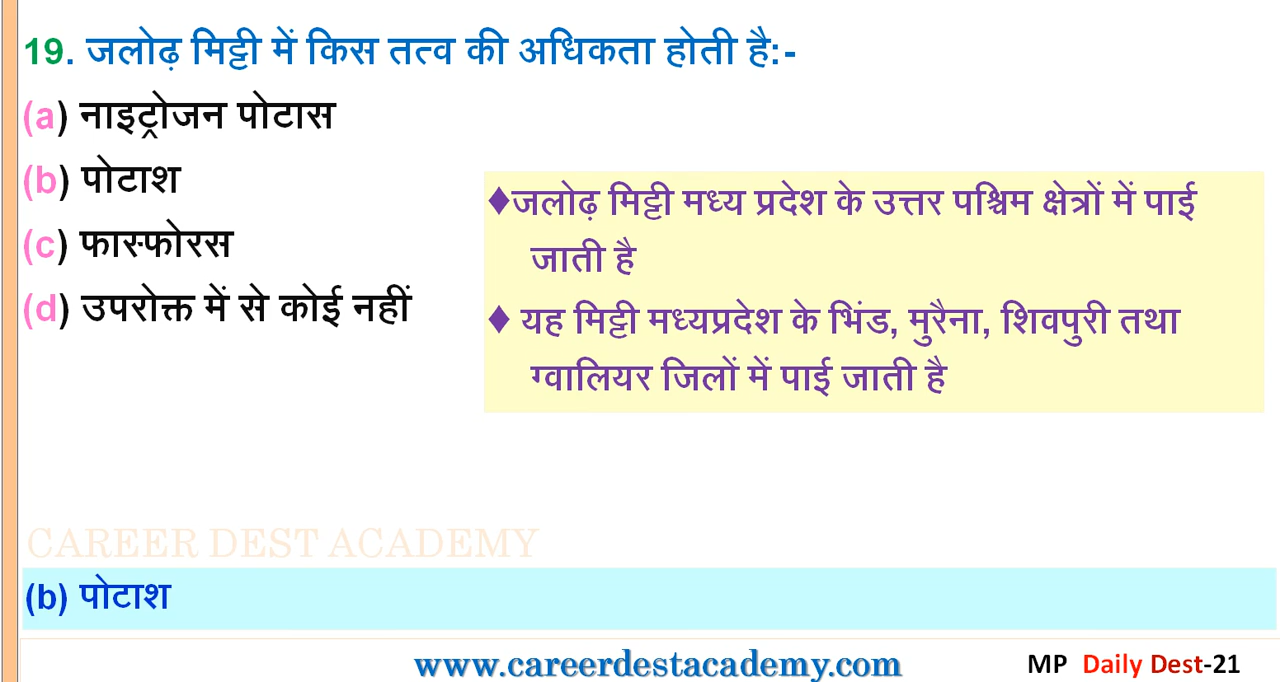 19. जलोढ़ मिट्टी में किस तत्व की अधिकता होती है:-
(a) नाइट्रोजन पोटास
(b) पोटाश
(c) फास्फोरस
(d) उपरोक्त में से कोई नहीं
♦जलोढ़ मिट्टी मध्य प्रदेश के उत्तर पश्चिम क्षेत्रों में पाई
जाती है
♦ यह मिट्टी मध्यप्रदेश के भिंड, मुरैना, शिवपुरी तथा
ग्वालियर जिलों में पाई जाती है
CAREER DEST ACADEMY
(b) पोटाश
www.careerdestacademy.com
MP Daily Dest-21